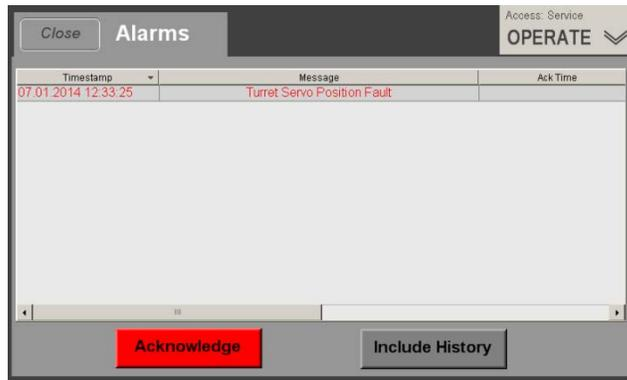 Close
Alarms
Access: Service
OPERATE
Timestamp Message Ack Time
07.01.2014 12:33:25 Turret Servo Position Fault
Acknowledge
Include History